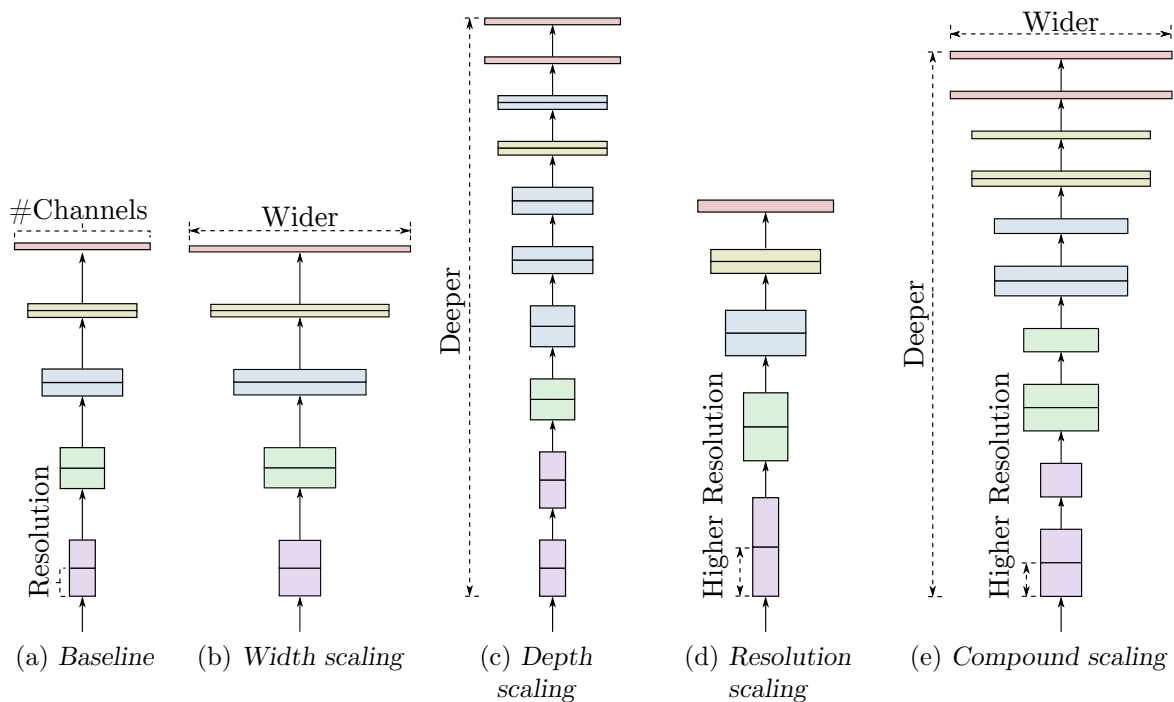 #Channels
Resolution
(a) Baseline
Wider
(b) Width scaling
Deeper
(c) Depth
scaling
Higher Resolution
(d) Resolution
scaling
Wider
Deeper
Higher Resolution
(e) Compound scaling